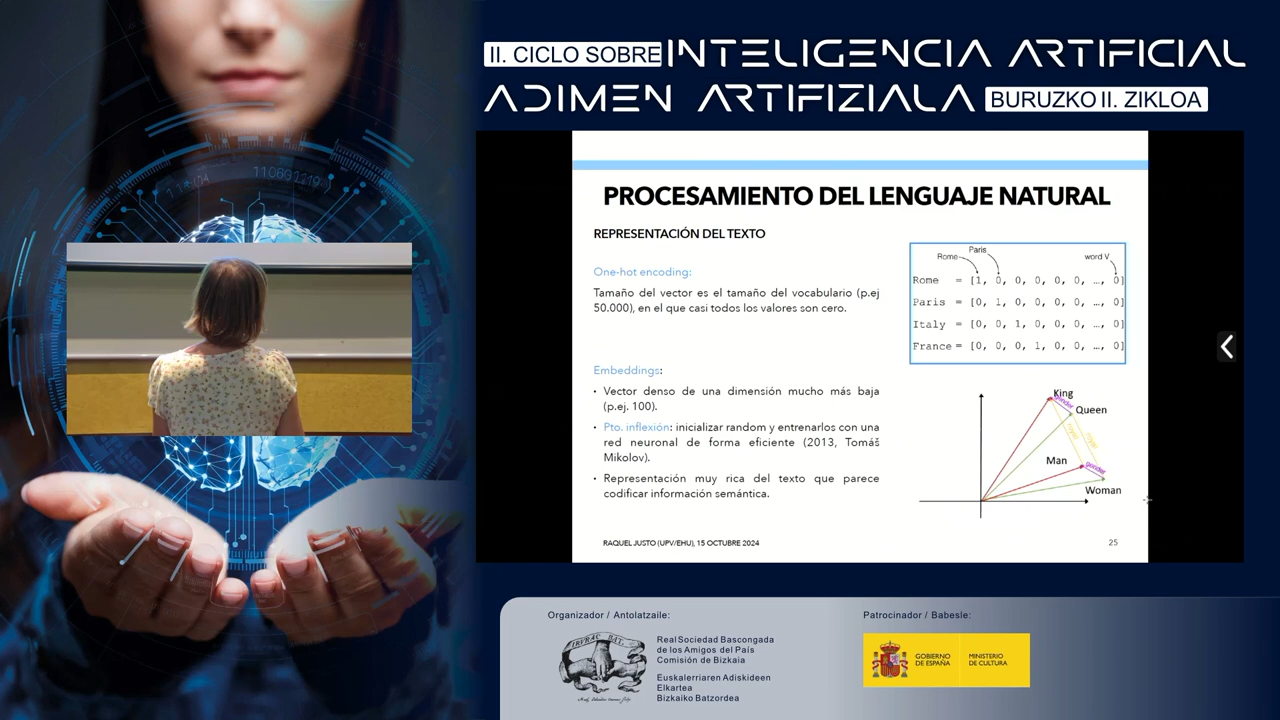 II. CICLO SOBRE INTELIGENCIA ARTIFICIAL
ADIMEN ARTIFIZIALA BURUZKO II. ZIKLOA
PROCESAMIENTO DEL LENGUAJE NATURAL
REPRESENTACIÓN DEL TEXTO
One-hot encoding:
Tamaño del vector es el tamaño del vocabulario (p.ej
50.000), en el que casi todos los valores son cero.
Embeddings:
• Vector denso de una dimensión mucho más baja
(p.ej. 100).
• Pto. inflexión: inicializar random y entrenarlos con una
red neuronal de forma eficiente (2013, Tomáš
Mikolov).
• Representación muy rica del texto que parece
codificar información semántica.
Paris
Rome
word V
Rome = [1, 0, 0, 0, 0, 0, …, 0]
Paris = [0, 1, 0, 0, 0, 0, …, 0]
Italy = [0, 0, 1, 0, 0, 0, …, 0]
France = [0, 0, 0, 1, 0, 0, …, 0]
King
gender
Queen
royal
royal
Man
gender
Woman
RAQUEL JUSTO (UPV/EHU), 15 OCTUBRE 2024
25
Organizador / Antolatzaile:
Real Sociedad Bascongada
de los Amigos del País
Comisión de Bizkaia
Euskalerriaren Adiskideen
Elkartea
Bizkaiko Batzordea
Patrocinador / Babesle:
GOBIERNO
DE ESPAÑA
MINISTERIO
DE CULTURA